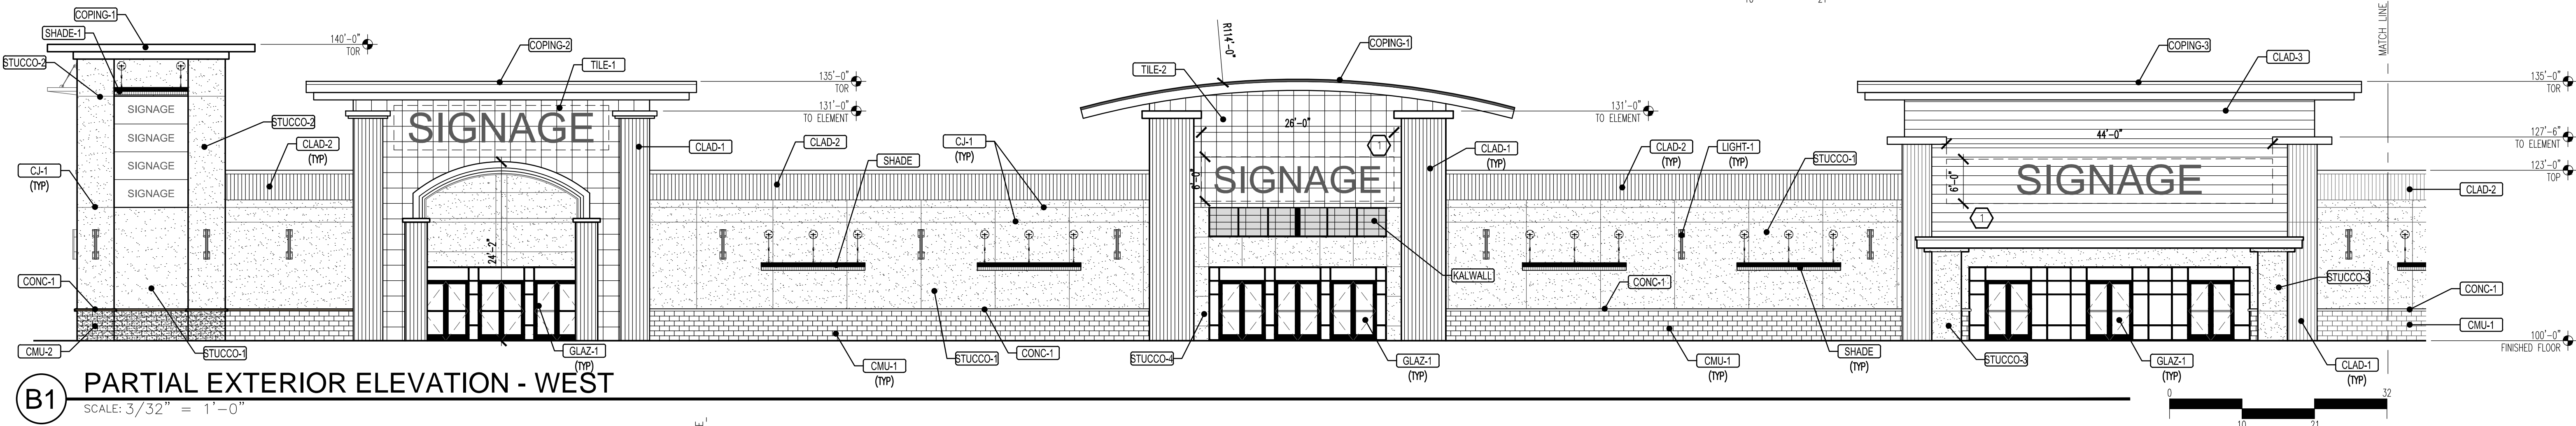 MATCH LINE
COPING-1
SHADE-1
STUCCO-2
140'-0"
TOR
SIGNAGE
SIGNAGE
SIGNAGE
SIGNAGE
STUCCO-2
CLAD-2
(TYP)
CJ-1
(TYP)
CONC-1
CMU-2
STUCCO-1
COPING-2
TILE-1
SIGNAGE
CLAD-1
24'-2"
GLAZ-1
(TYP)
135'-0"
TOR
131'-0"
TO ELEMENT
CLAD-2
SHADE
CJ-1
(TYP)
CMU-1
(TYP)
STUCCO-1
CONC-1
R114'-0"
COPING-1
TILE-2
26'-0"
1
6'-0"
SIGNAGE
CLAD-1
(TYP)
KALWALL
STUCCO-4
GLAZ-1
(TYP)
131'-0"
TO ELEMENT
CLAD-2
(TYP)
LIGHT-1
(TYP)
STUCCO-1
CONC-1
CMU-1
(TYP)
SHADE
(TYP)
COPING-3
CLAD-3
44'-0"
6'-0"
SIGNAGE
1
STUCCO-3
STUCCO-3
GLAZ-1
(TYP)
CLAD-1
(TYP)
135'-0"
TOR
127'-6"
TO ELEMENT
123'-0"
TOP
CLAD-2
CONC-1
CMU-1
100'-0"
FINISHED FLOOR
B1
PARTIAL EXTERIOR ELEVATION - WEST
SCALE: 3/32" = 1'-0"
0
32
10
21